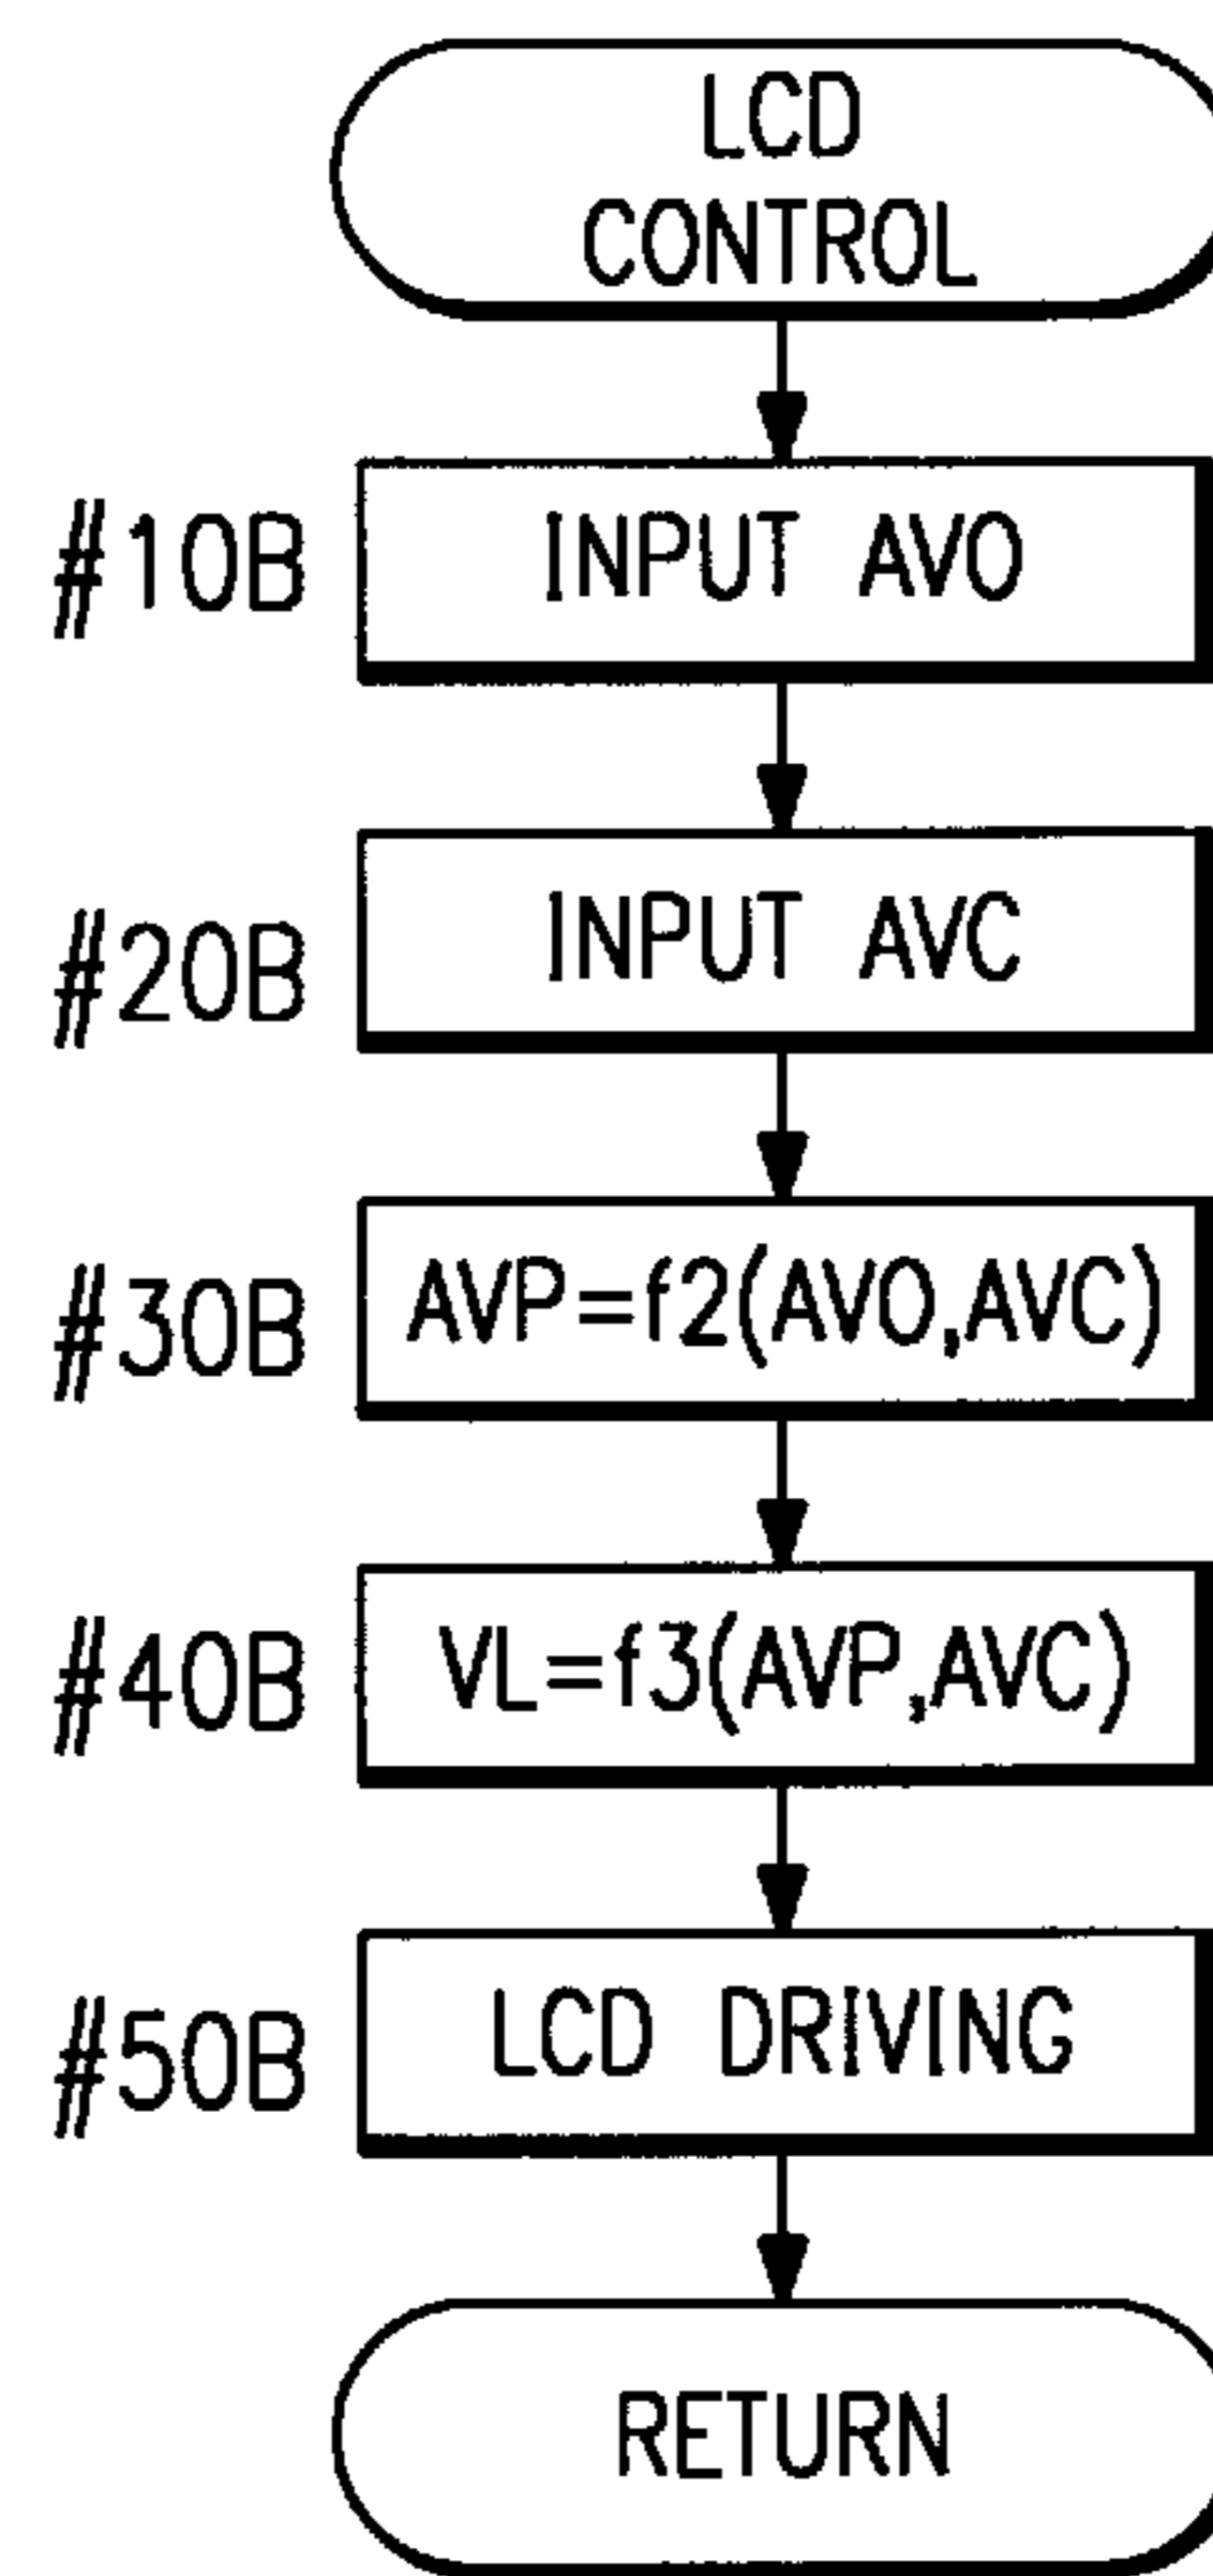 LCD
CONTROL
#10B
INPUT AVO
#20B
INPUT AVC
#30B
AVP=f2(AVO,AVC)
#40B
VL=f3(AVP,AVC)
#50B
LCD DRIVING
RETURN